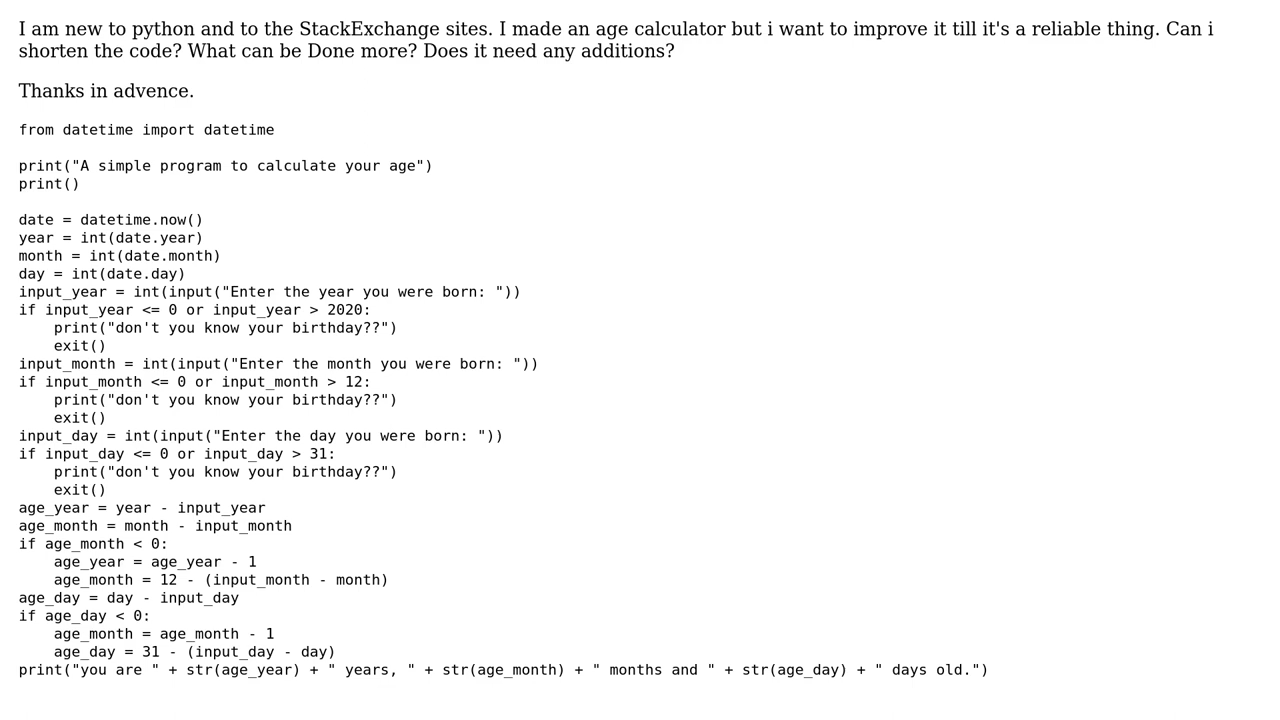 I am new to python and to the StackExchange sites. I made an age calculator but i want to improve it till it's a reliable thing. Can i
shorten the code? What can be Done more? Does it need any additions?
Thanks in advence.
from datetime import datetime
print("A simple program to calculate your age")
print()
date = datetime.now()
year = int(date.year)
month = int(date.month)
day = int(date.day)
input_year = int(input("Enter the year you were born: "))
if input_year <= 0 or input_year > 2020:
    print("don't you know your birthday??")
    exit()
input_month = int(input("Enter the month you were born: "))
if input_month <= 0 or input_month > 12:
    print("don't you know your birthday??")
    exit()
input_day = int(input("Enter the day you were born: "))
if input_day <= 0 or input_day > 31:
    print("don't you know your birthday??")
    exit()
age_year = year - input_year
age_month = month - input_month
if age_month < 0:
    age_year = age_year - 1
    age_month = 12 - (input_month - month)
age_day = day - input_day
if age_day < 0:
    age_month = age_month - 1
    age_day = 31 - (input_day - day)
print("you are " + str(age_year) + " years, " + str(age_month) + " months and " + str(age_day) + " days old.")